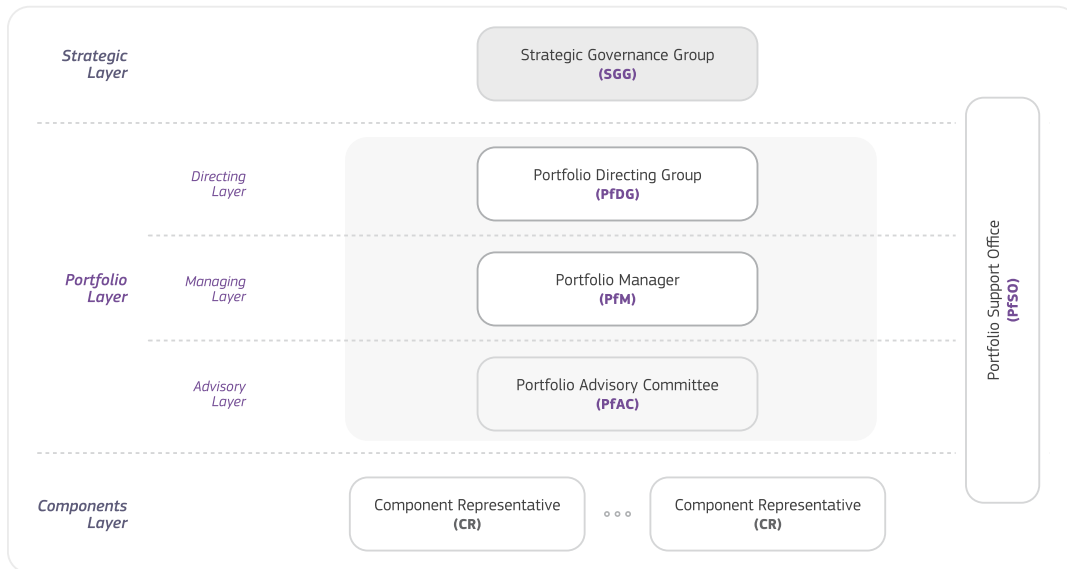 Strategic
Layer
Strategic Governance Group
(SGG)
Directing
Layer
Portfolio Directing Group
(PfDG)
Portfolio
Layer
Managing
Layer
Portfolio Manager
(PfM)
Advisory
Layer
Portfolio Advisory Committee
(PfAC)
Components
Layer
Component Representative
(CR)
Component Representative
(CR)
Portfolio Support Office
(PfSO)